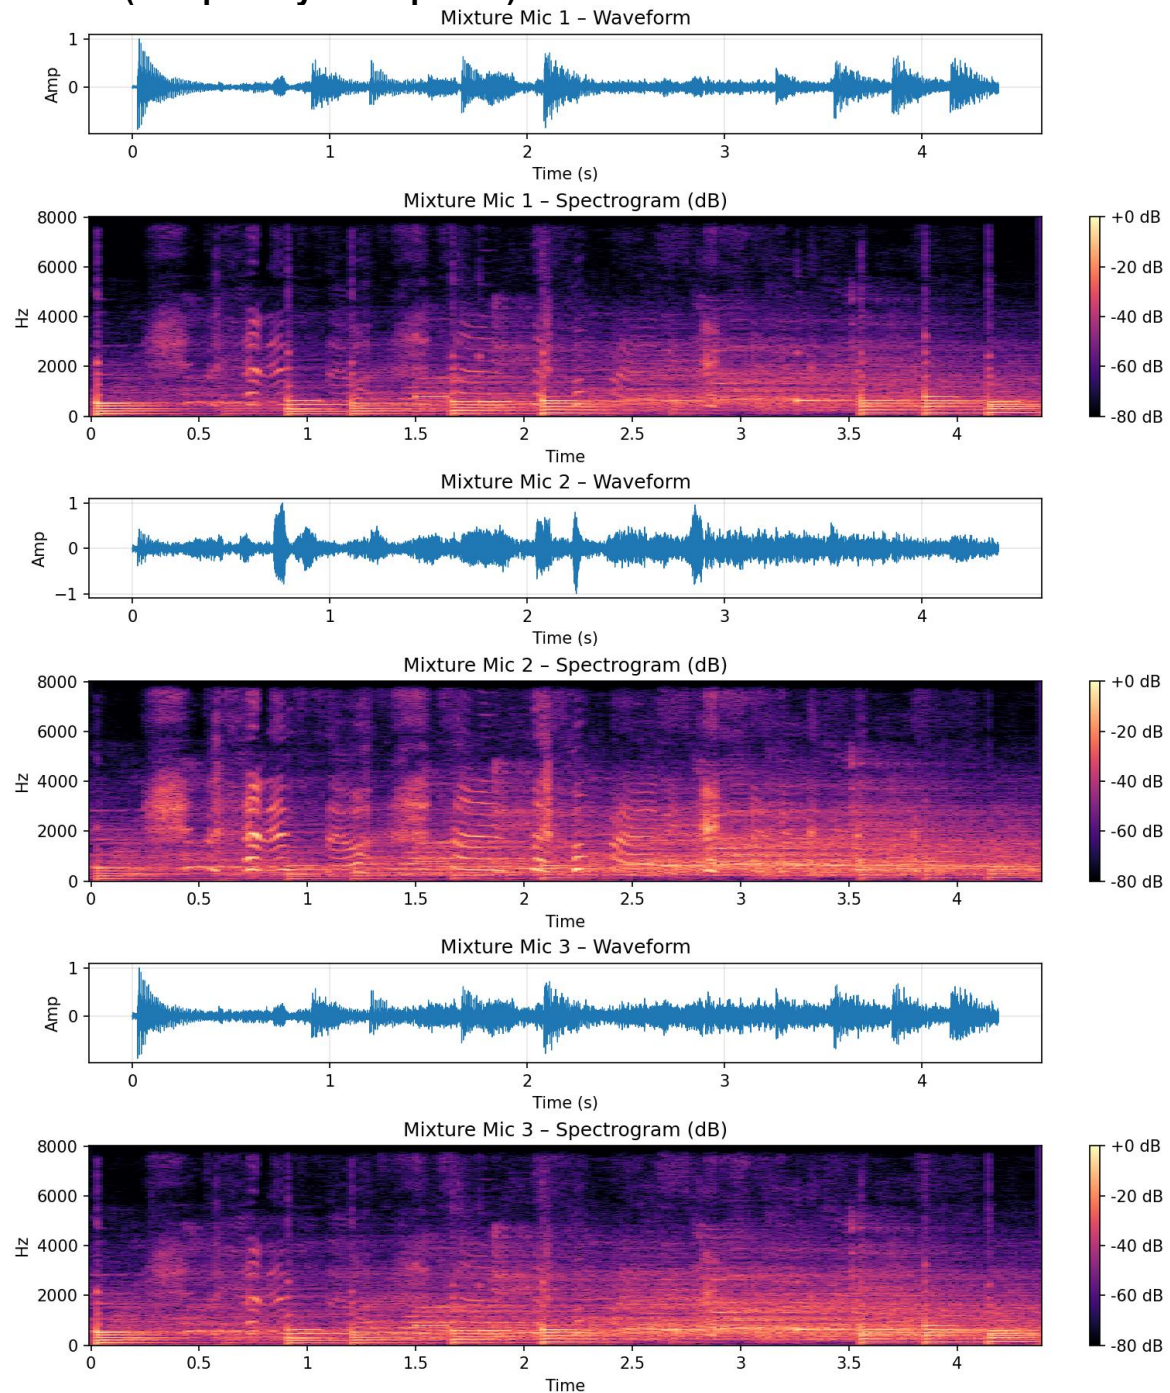 Mixture Mic 1 – Waveform
1
0
Amp
0 1 2 3 4
Time (s)
Mixture Mic 1 – Spectrogram (dB)
8000
6000
4000
2000
0
Hz
0 0.5 1 1.5 2 2.5 3 3.5 4
Time
+0 dB
-20 dB
-40 dB
-60 dB
-80 dB
Mixture Mic 2 – Waveform
1
0
−1
Amp
0 1 2 3 4
Time (s)
Mixture Mic 2 – Spectrogram (dB)
8000
6000
4000
2000
0
Hz
0 0.5 1 1.5 2 2.5 3 3.5 4
Time
+0 dB
-20 dB
-40 dB
-60 dB
-80 dB
Mixture Mic 3 – Waveform
1
0
Amp
0 1 2 3 4
Time (s)
Mixture Mic 3 – Spectrogram (dB)
8000
6000
4000
2000
0
Hz
0 0.5 1 1.5 2 2.5 3 3.5 4
Time
+0 dB
-20 dB
-40 dB
-60 dB
-80 dB